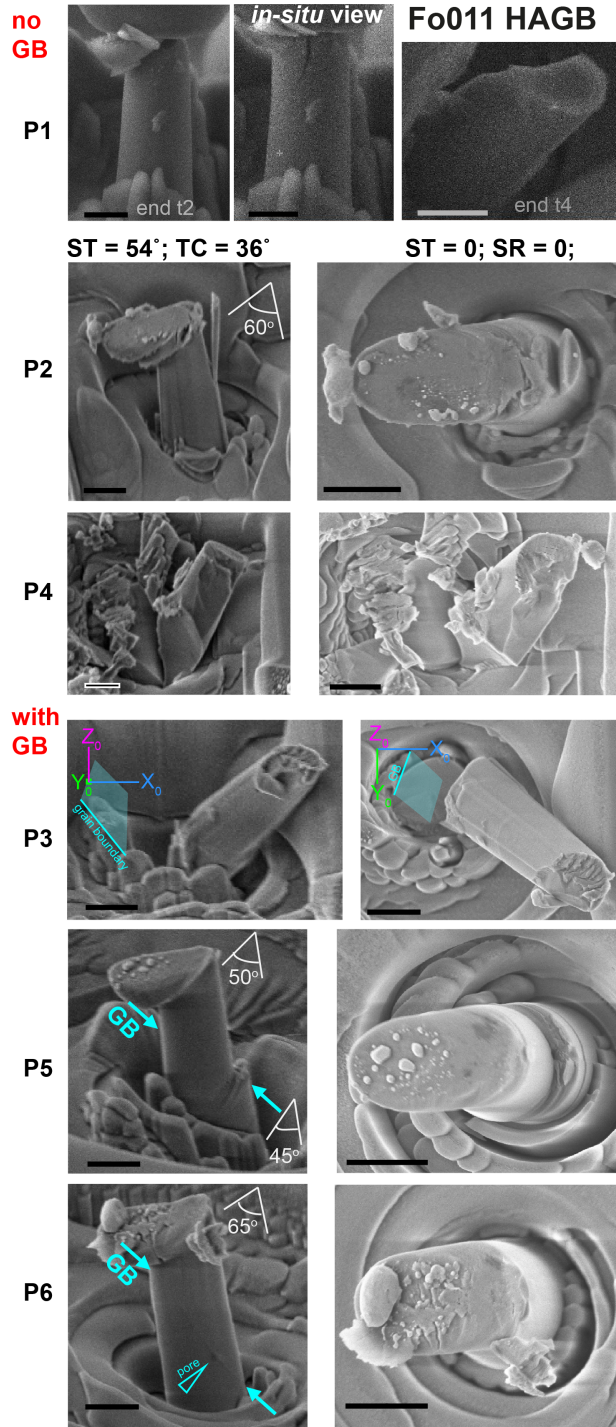 no
GB
in-situ view
Fo011 HAGB
P1
end t2
end t4
ST = 54˚; TC = 36˚
ST = 0; SR = 0;
P2
60o
P4
with
GB
Z0
X0
Y0
grain boundary
Z0
X0
Y0
GB
P3
50o
GB
P5
45o
65o
GB
P6
pore